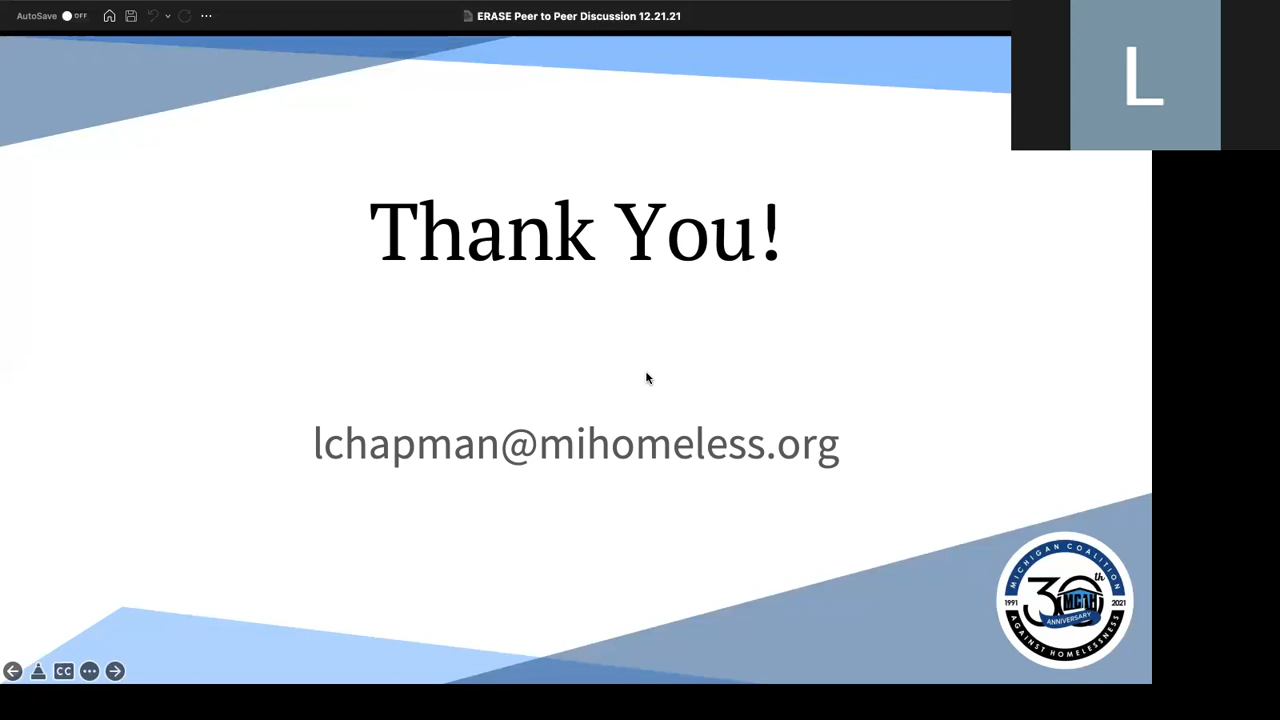 AutoSave OFF
ERASE Peer to Peer Discussion 12.21.21
L
Thank You!
lchapman@mihomeless.org
MICHIGAN COALITION
30th
1991
MCAH
2021
ANNIVERSARY
AGAINST HOMELESSNESS
CC